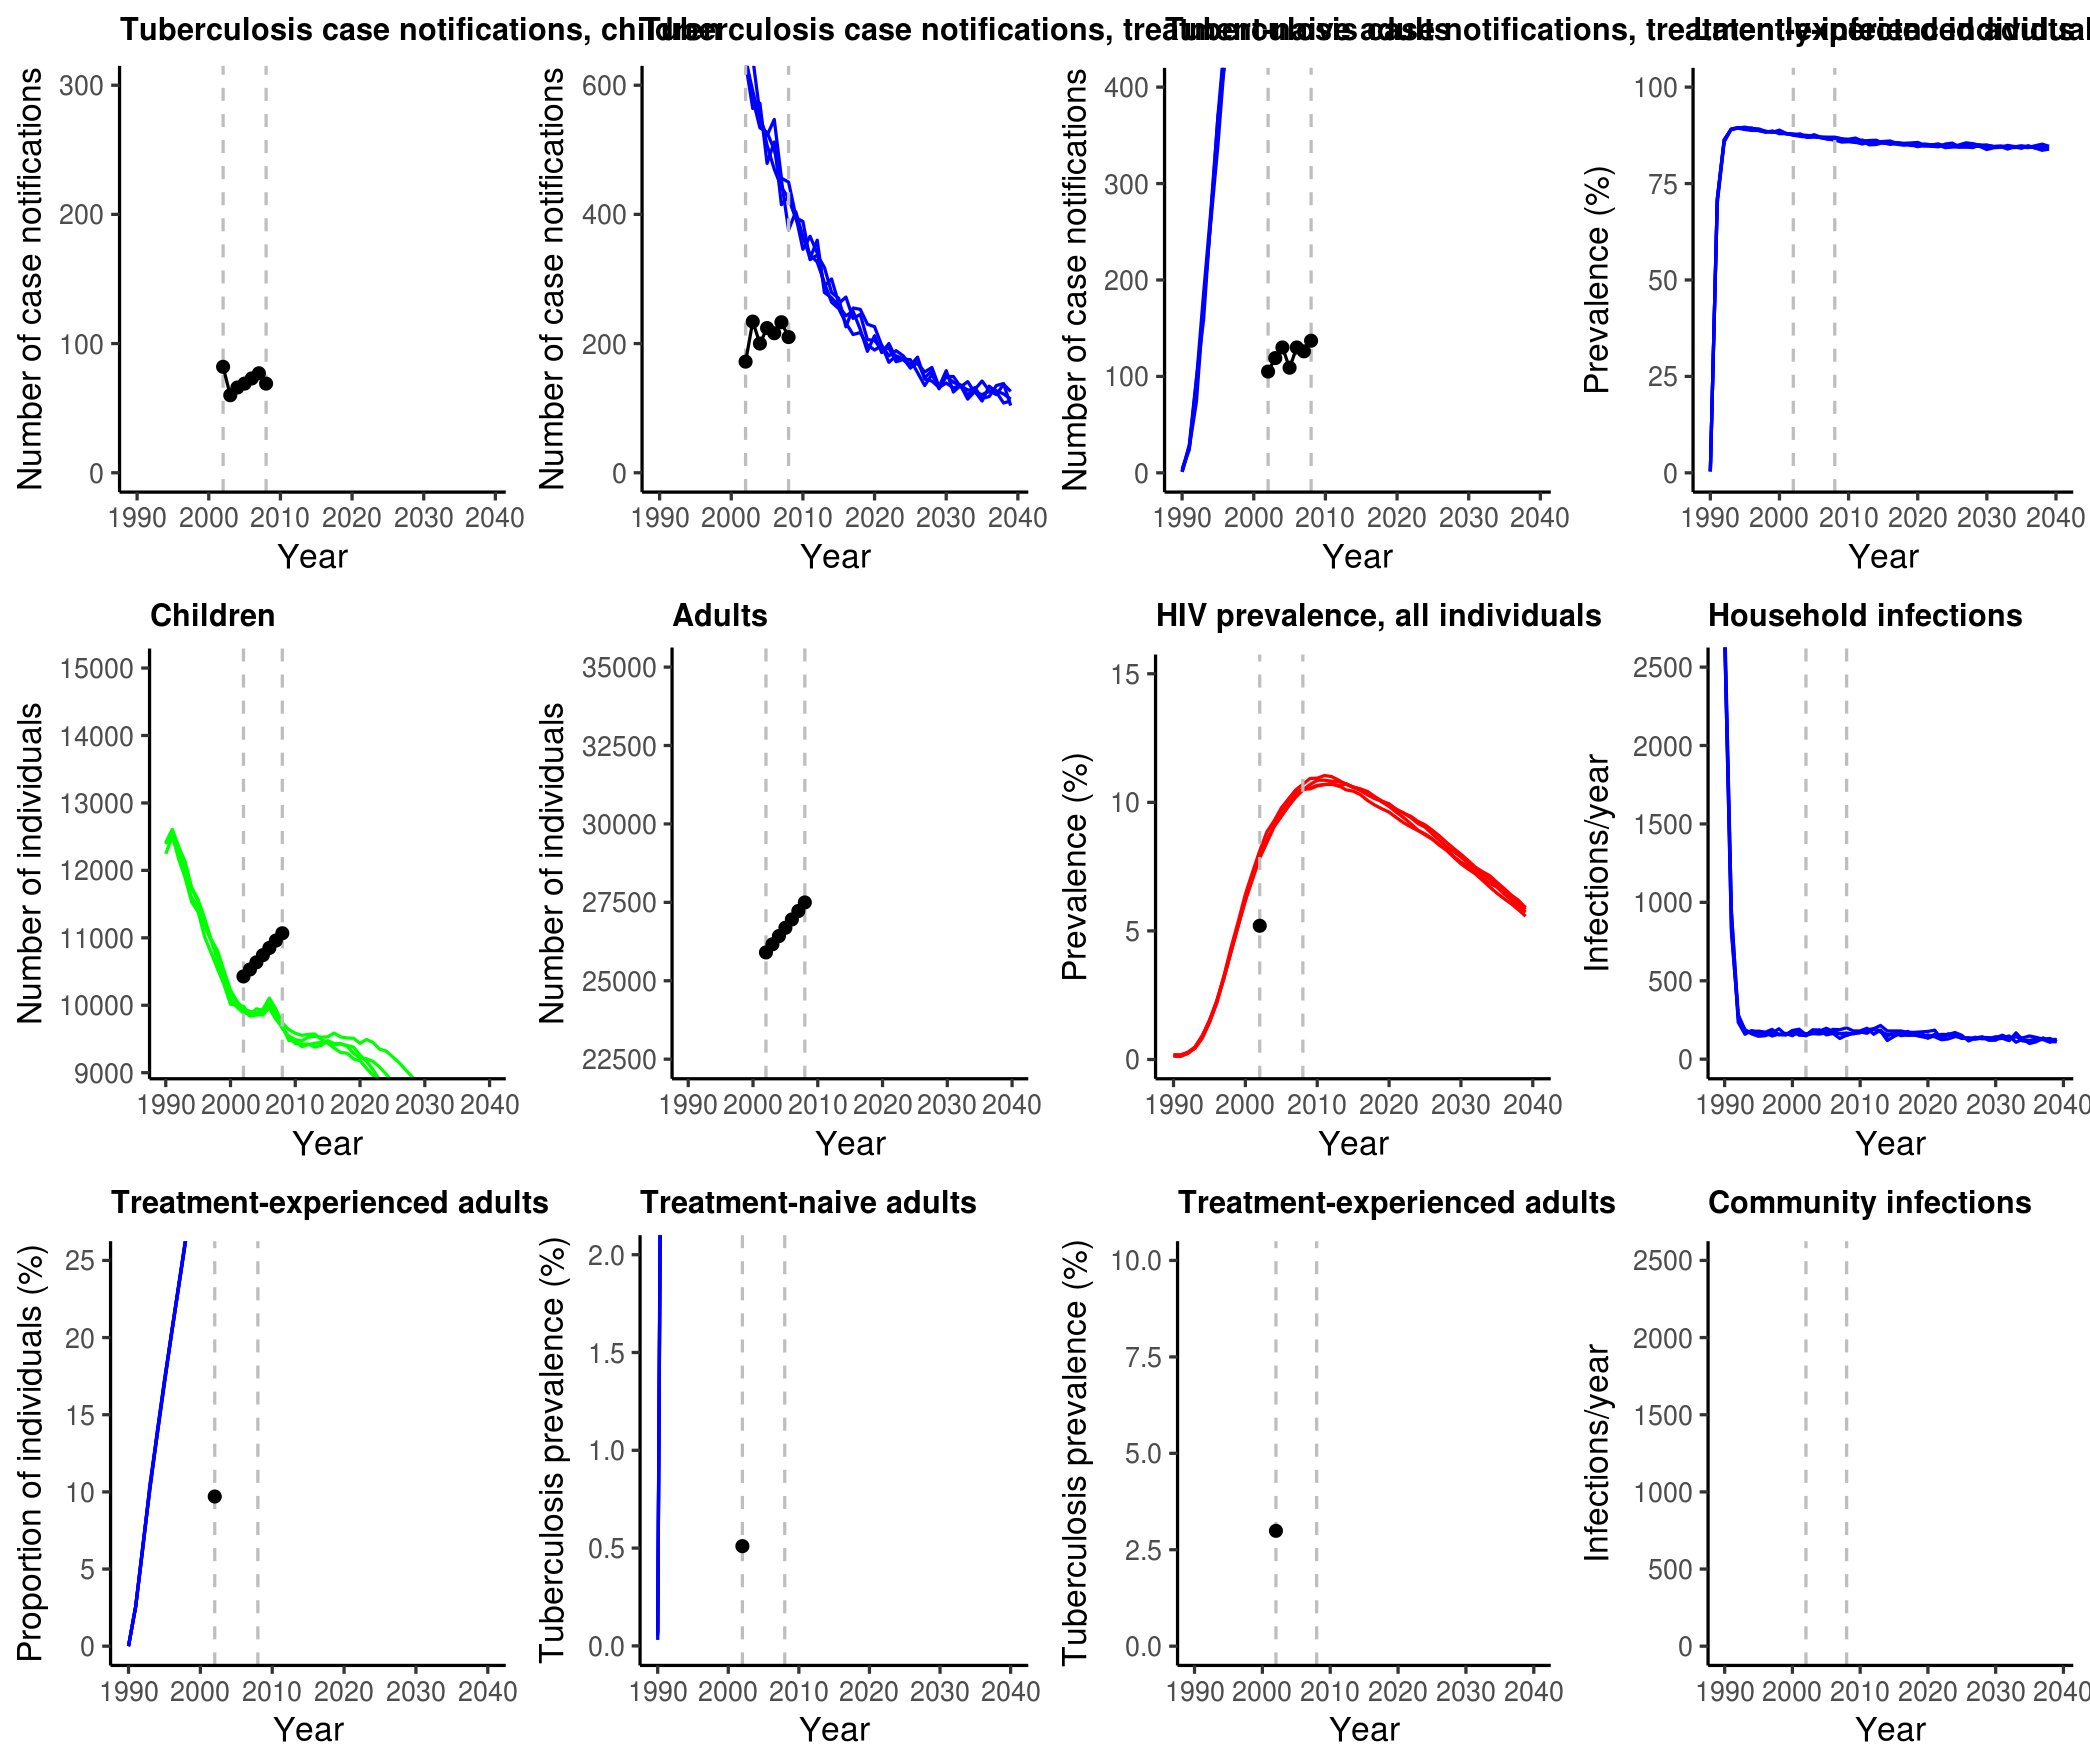 Tuberculosis case notifications, children
Tuberculosis case notifications, treatment-naive adults
Tuberculosis case notifications, treatment-experienced adults
Latently-infected individuals
Number of case notifications
300
200
100
0
1990 2000 2010 2020 2030 2040
Year
Number of case notifications
600
400
200
0
1990 2000 2010 2020 2030 2040
Year
Number of case notifications
400
300
200
100
0
1990 2000 2010 2020 2030 2040
Year
Prevalence (%)
100
75
50
25
0
1990 2000 2010 2020 2030 2040
Year
Children
Number of individuals
15000
14000
13000
12000
11000
10000
9000
1990 2000 2010 2020 2030 2040
Year
Adults
Number of individuals
35000
32500
30000
27500
25000
22500
1990 2000 2010 2020 2030 2040
Year
HIV prevalence, all individuals
Prevalence (%)
15
10
5
0
1990 2000 2010 2020 2030 2040
Year
Household infections
Infections/year
2500
2000
1500
1000
500
0
1990 2000 2010 2020 2030 2040
Year
Treatment-experienced adults
Proportion of individuals (%)
25
20
15
10
5
0
1990 2000 2010 2020 2030 2040
Year
Treatment-naive adults
Tuberculosis prevalence (%)
2.0
1.5
1.0
0.5
0.0
1990 2000 2010 2020 2030 2040
Year
Treatment-experienced adults
Tuberculosis prevalence (%)
10.0
7.5
5.0
2.5
0.0
1990 2000 2010 2020 2030 2040
Year
Community infections
Infections/year
2500
2000
1500
1000
500
0
1990 2000 2010 2020 2030 2040
Year